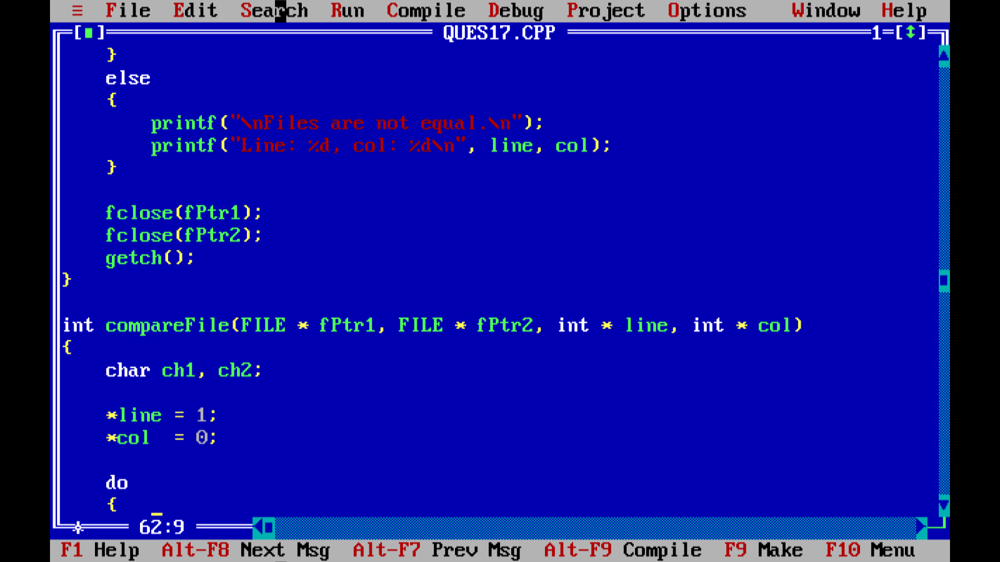 ≡ File Edit Search Run Compile Debug Project Options Window Help
[■] QUES17.CPP 1=[↕]
}
else
{
printf("\nFiles are not equal.\n");
printf("Line: %d, col: %d\n", line, col);
}
fclose(fPtr1);
fclose(fPtr2);
getch();
}
int compareFile(FILE * fPtr1, FILE * fPtr2, int * line, int * col)
{
char ch1, ch2;
*line = 1;
*col  = 0;
do
{
62:9
F1 Help Alt-F8 Next Msg Alt-F7 Prev Msg Alt-F9 Compile F9 Make F10 Menu